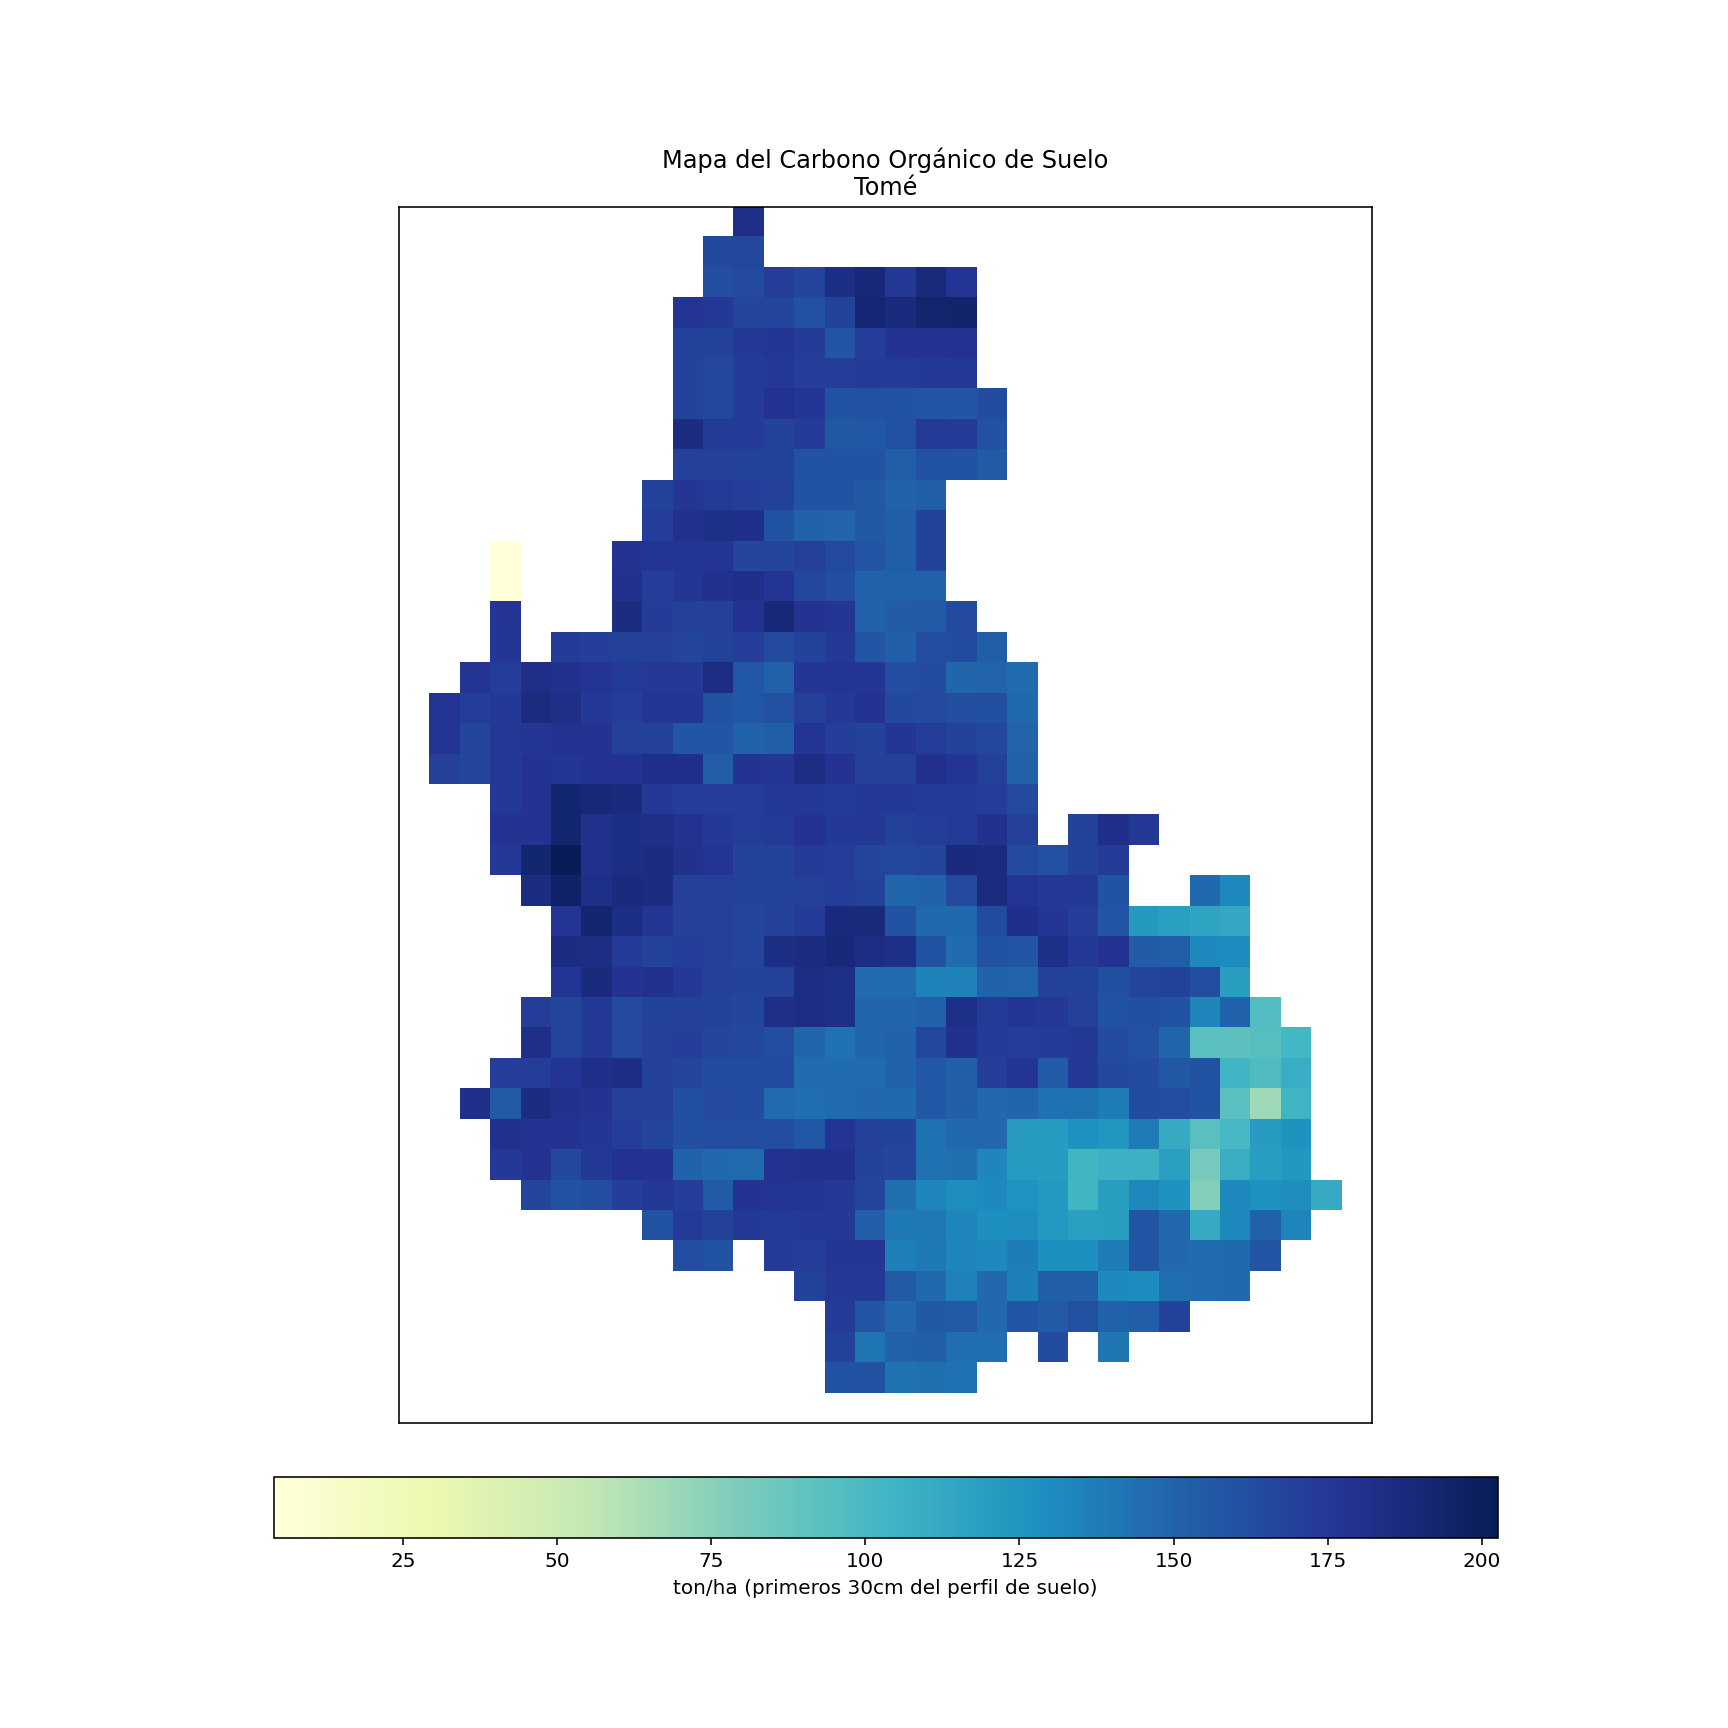 Mapa del Carbono Orgánico de Suelo
Tomé
25 50 75 100 125 150 175 200
ton/ha (primeros 30cm del perfil de suelo)